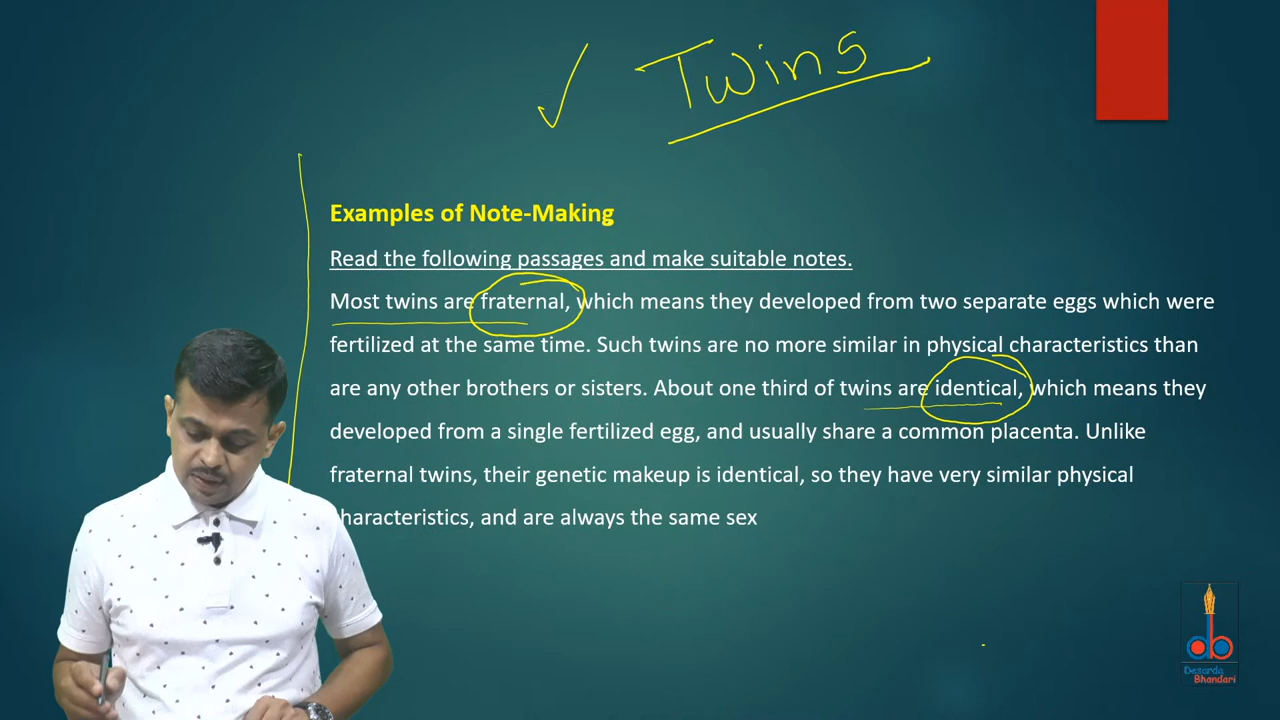 Twins
Examples of Note-Making
Read the following passages and make suitable notes.
Most twins are fraternal, which means they developed from two separate eggs which were
fertilized at the same time. Such twins are no more similar in physical characteristics than
are any other brothers or sisters. About one third of twins are identical, which means they
developed from a single fertilized egg, and usually share a common placenta. Unlike
fraternal twins, their genetic makeup is identical, so they have very similar physical
characteristics, and are always the same sex
db
Desarda
Bhandari